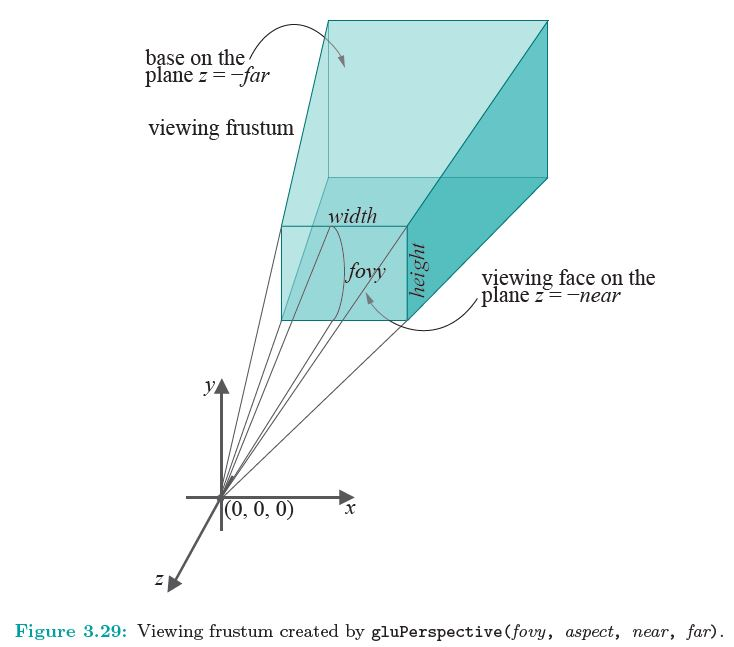 base on the
plane z = −far
viewing frustum
width
fovy
height
viewing face on the
plane z = −near
y
(0, 0, 0)
x
z
Figure 3.29: Viewing frustum created by gluPerspective(fovy, aspect, near, far).